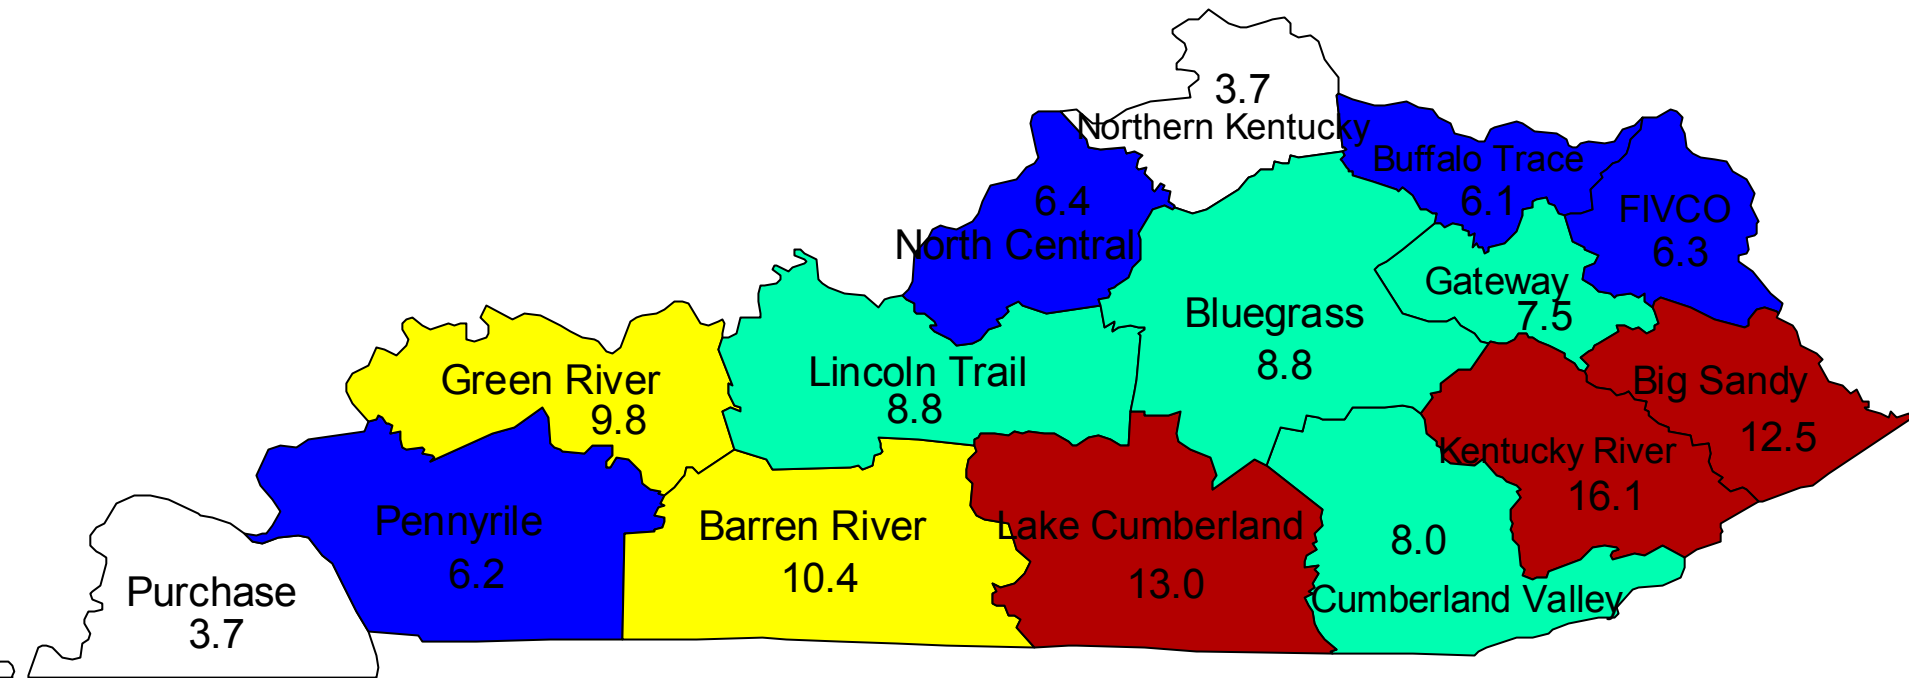 3.7
Northern Kentucky
Buffalo Trace
6.1
6.4
North Central
FIVCO
6.3
Gateway
7.5
Bluegrass
8.8
Lincoln Trail
8.8
Green River
9.8
Big Sandy
12.5
Kentucky River
16.1
Pennyrile
6.2
Barren River
10.4
Lake Cumberland
13.0
8.0
Cumberland Valley
Purchase
3.7